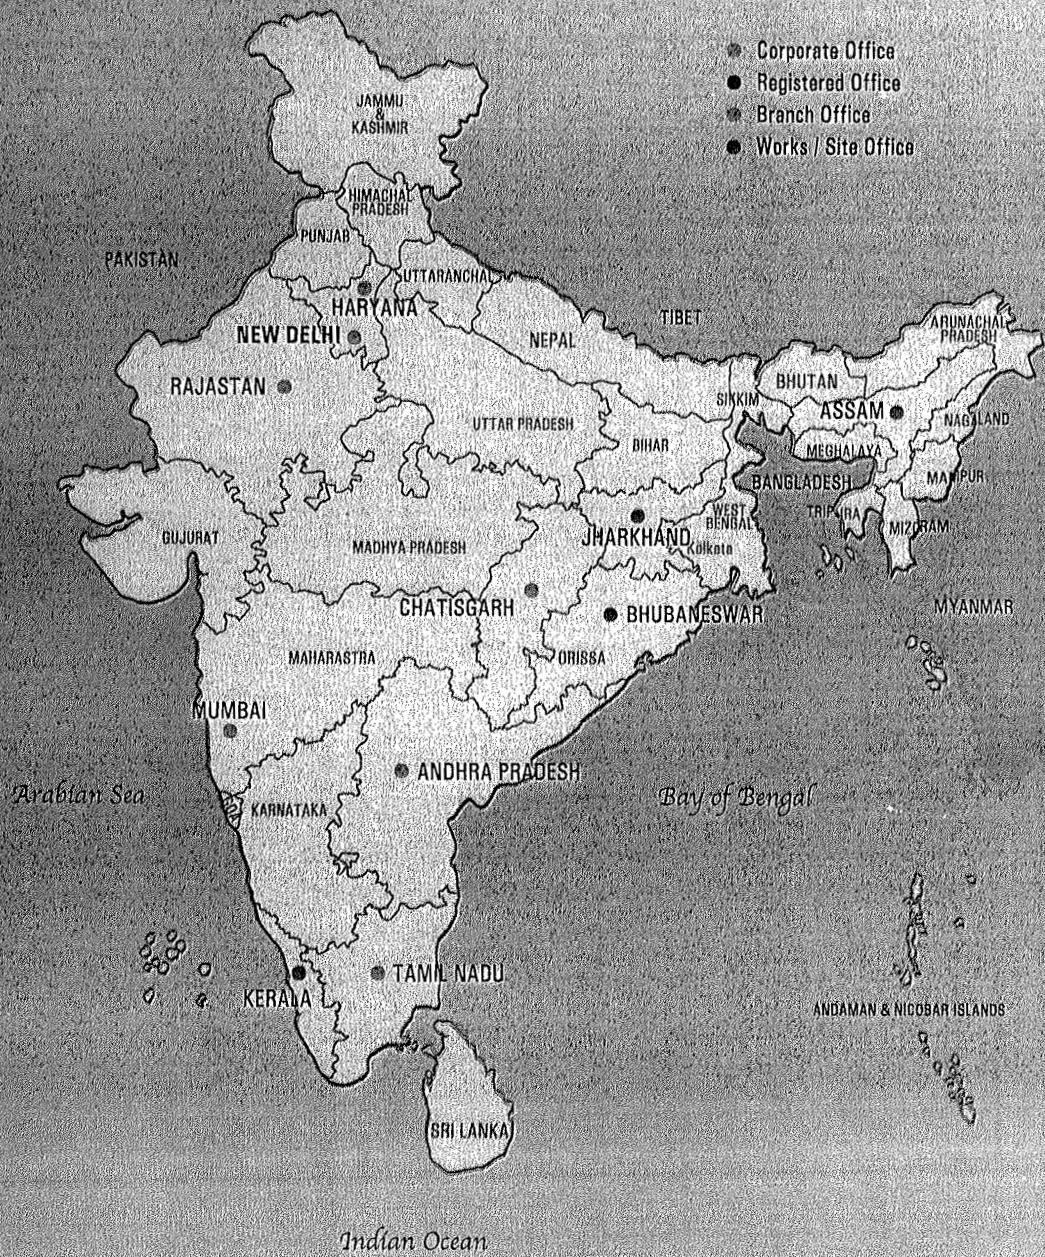 Corporate Office
Registered Office
Branch Office
Works / Site Office
JAMMU
&
KASHMIR
HIMACHAL
PRADESH
PUNJAB
PAKISTAN
UTTARANCHAL
HARYANA
NEW DELHI
TIBET
NEPAL
ARUNACHAL
PRADESH
RAJASTAN
BHUTAN
SIKKIM
ASSAM
NAGALAND
UTTAR PRADESH
BIHAR
MEGHALAYA
BANGLADESH
MANIPUR
WEST
BENGAL
TRIPURA
MIZORAM
GUJURAT
JHARKHAND
Kolkata
MADHYA PRADESH
CHATISGARH
BHUBANESWAR
MYANMAR
MAHARASTRA
ORISSA
MUMBAI
ANDHRA PRADESH
Arabian Sea
Bay of Bengal
GOA
KARNATAKA
TAMIL NADU
KERALA
ANDAMAN & NICOBAR ISLANDS
SRI LANKA
Indian Ocean